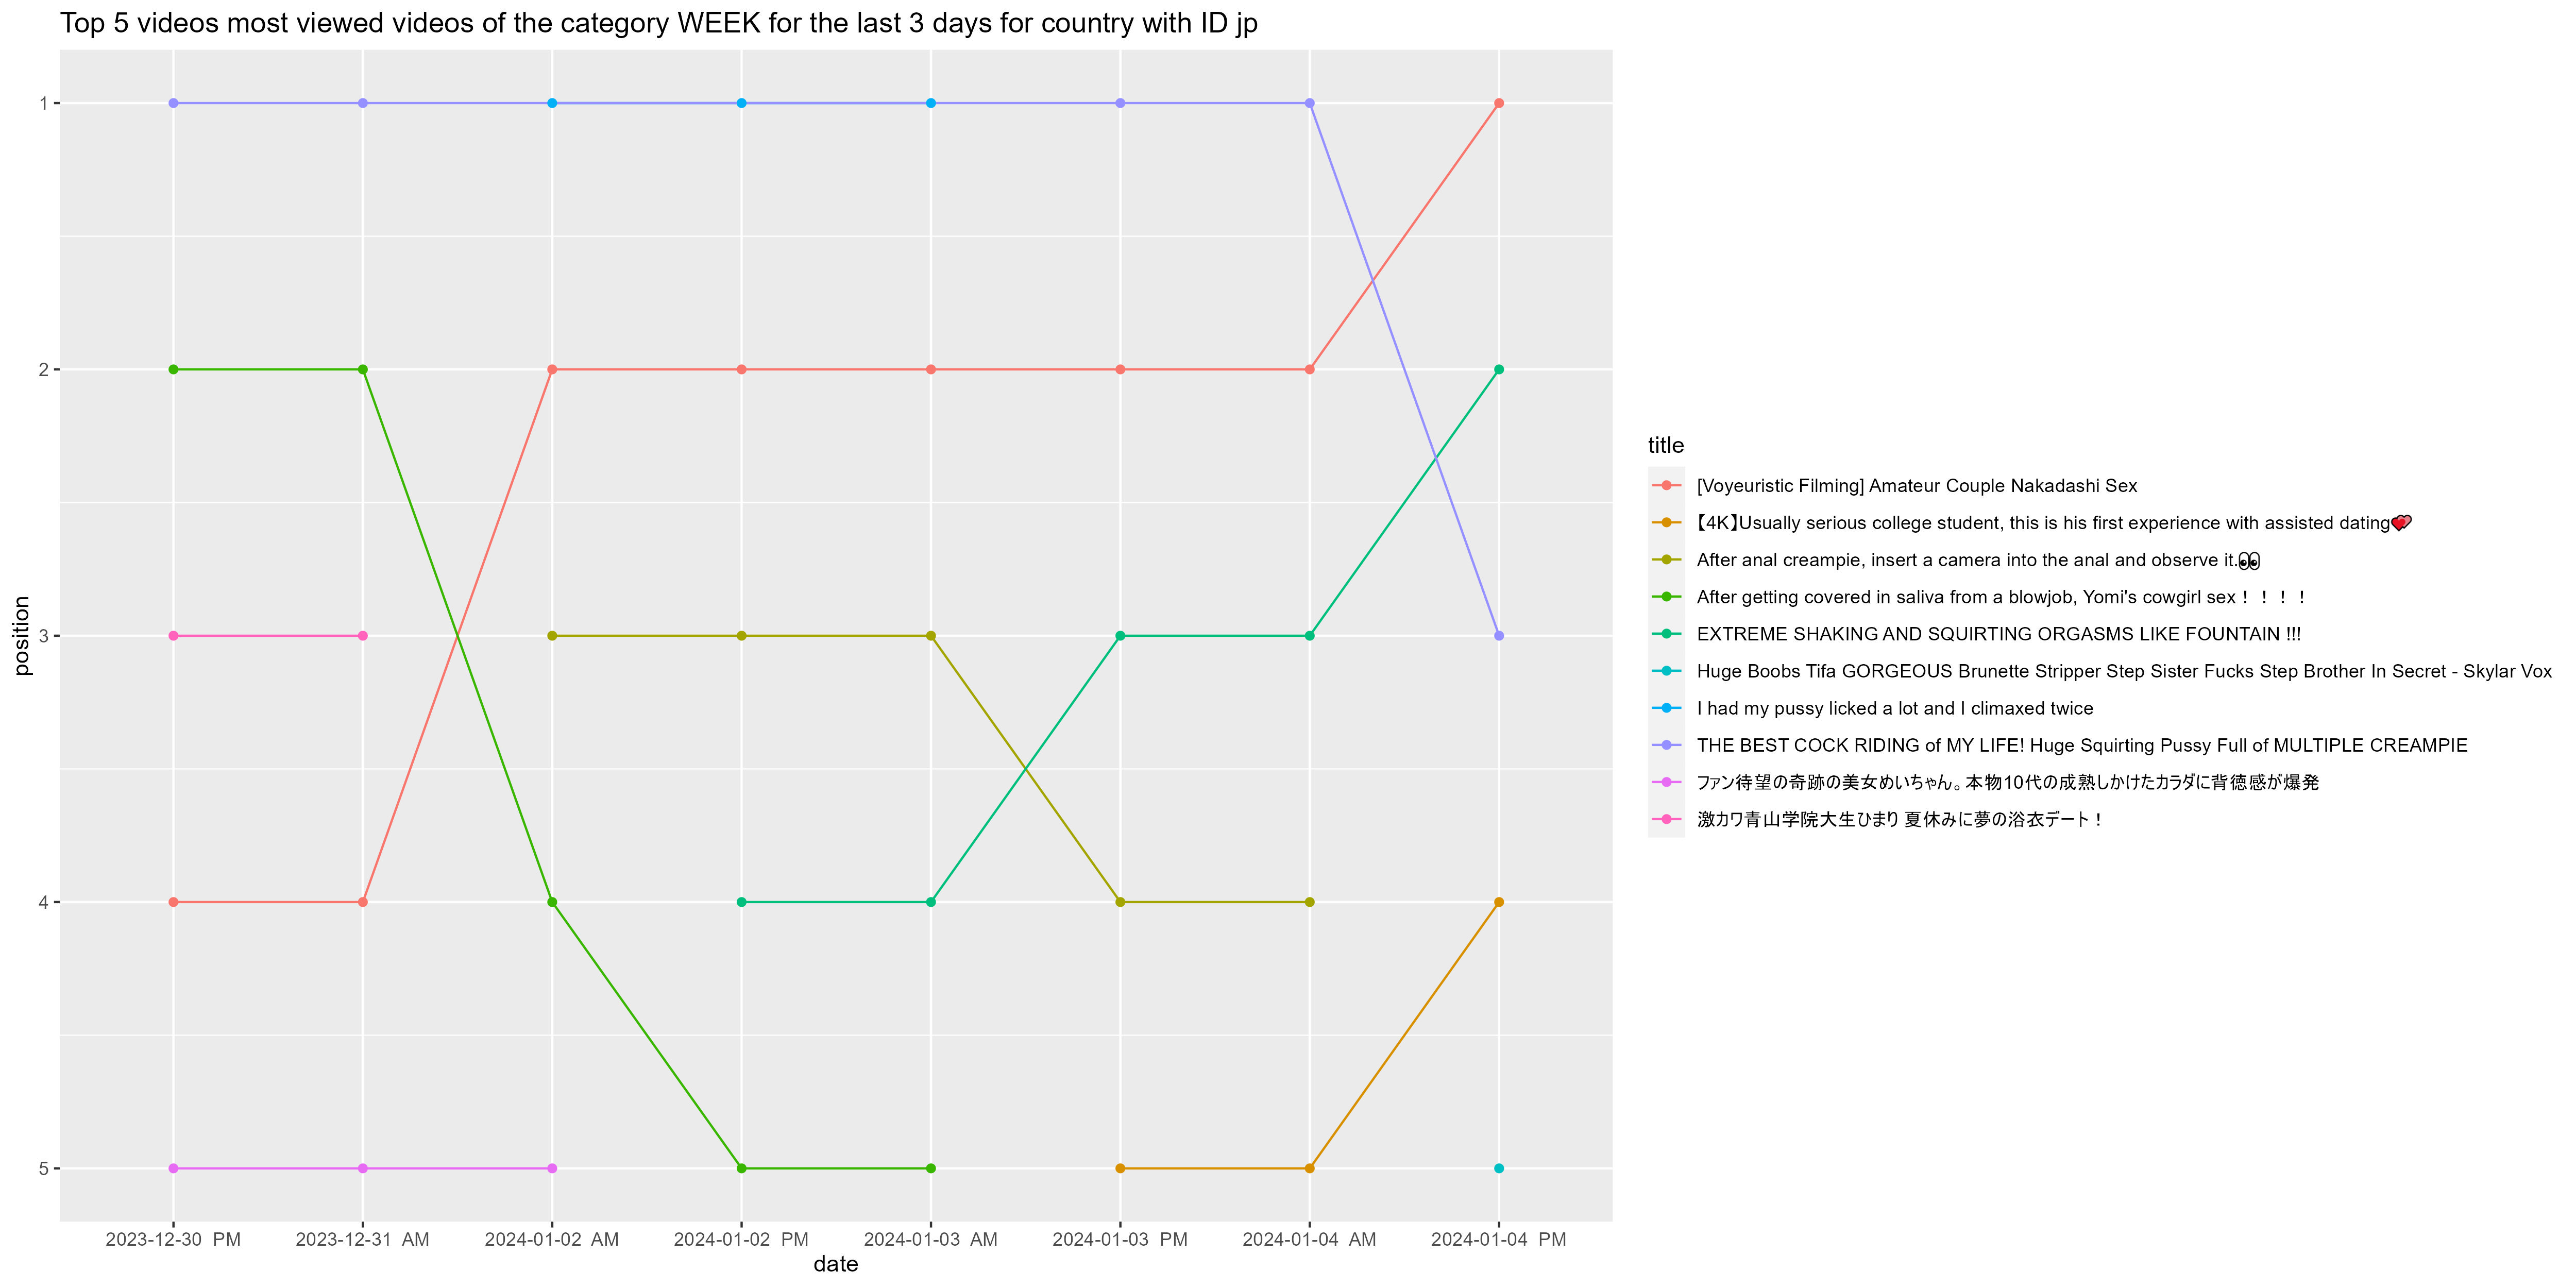 Top 5 videos most viewed videos of the category WEEK for the last 3 days for country with ID jp
1
2
3
4
5
position
2023-12-30 PM
2023-12-31 AM
2024-01-02 AM
2024-01-02 PM
2024-01-03 AM
2024-01-03 PM
2024-01-04 AM
2024-01-04 PM
date
title
[Voyeuristic Filming] Amateur Couple Nakadashi Sex
【4K】Usually serious college student, this is his first experience with assisted dating💕
After anal creampie, insert a camera into the anal and observe it.👀
After getting covered in saliva from a blowjob, Yomi's cowgirl sex！！！！
EXTREME SHAKING AND SQUIRTING ORGASMS LIKE FOUNTAIN !!!
Huge Boobs Tifa GORGEOUS Brunette Stripper Step Sister Fucks Step Brother In Secret - Skylar Vox
I had my pussy licked a lot and I climaxed twice
THE BEST COCK RIDING of MY LIFE! Huge Squirting Pussy Full of MULTIPLE CREAMPIE
ファン待望の奇跡の美女めいちゃん。本物10代の成熟しかけたカラダに背徳感が爆発
激カワ青山学院大生ひまり 夏休みに夢の浴衣デート！